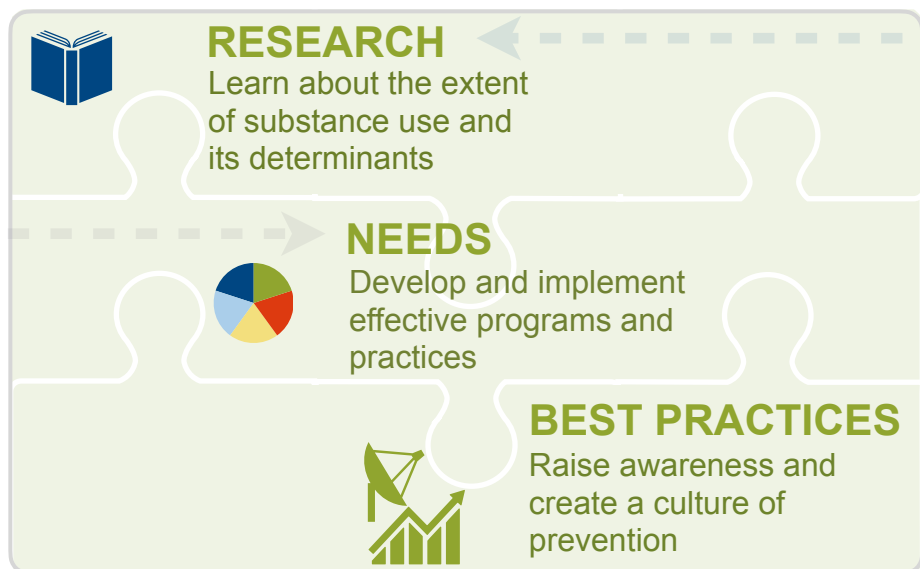 RESEARCH
Learn about the extent
of substance use and
its determinants
NEEDS
Develop and implement
effective programs and
practices
BEST PRACTICES
Raise awareness and
create a culture of
prevention